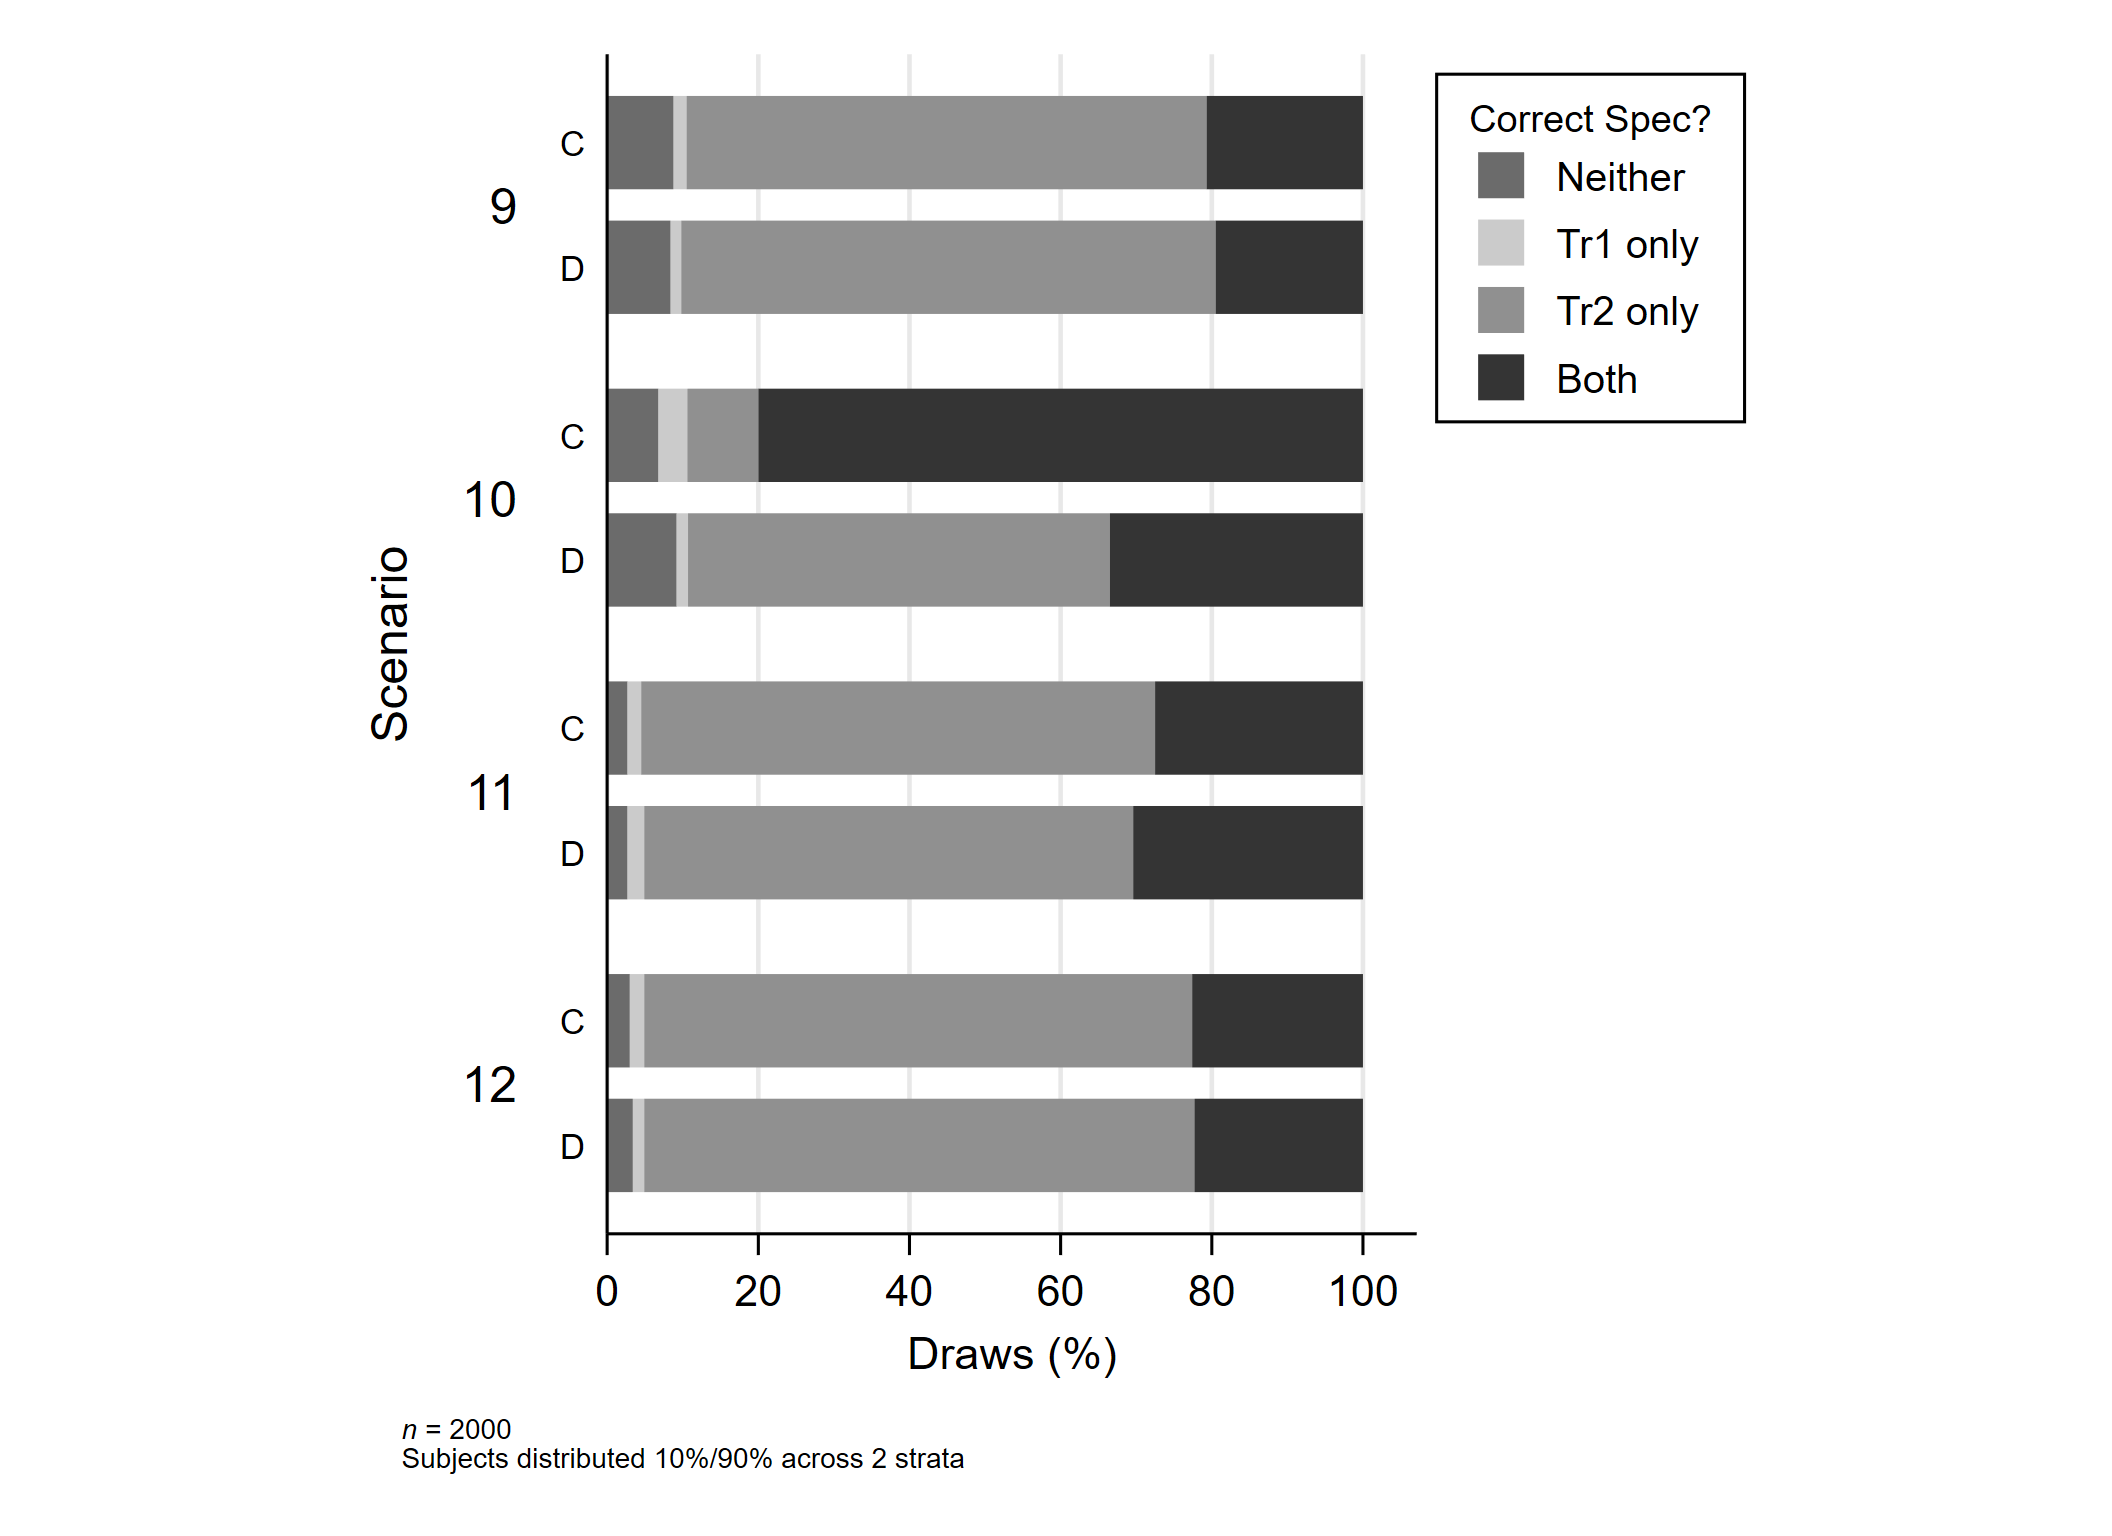 Correct Spec?
Neither
Tr1 only
Tr2 only
Both
Scenario
9
C
D
10
C
D
11
C
D
12
C
D
0 20 40 60 80 100
Draws (%)
n = 2000
Subjects distributed 10%/90% across 2 strata